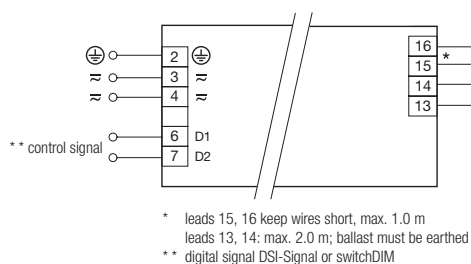 2
3
4
6 D1
7 D2
* * control signal
16
15 *
14
13
* leads 15, 16 keep wires short, max. 1.0 m
leads 13, 14: max. 2.0 m; ballast must be earthed
* * digital signal DSI-Signal or switchDIM